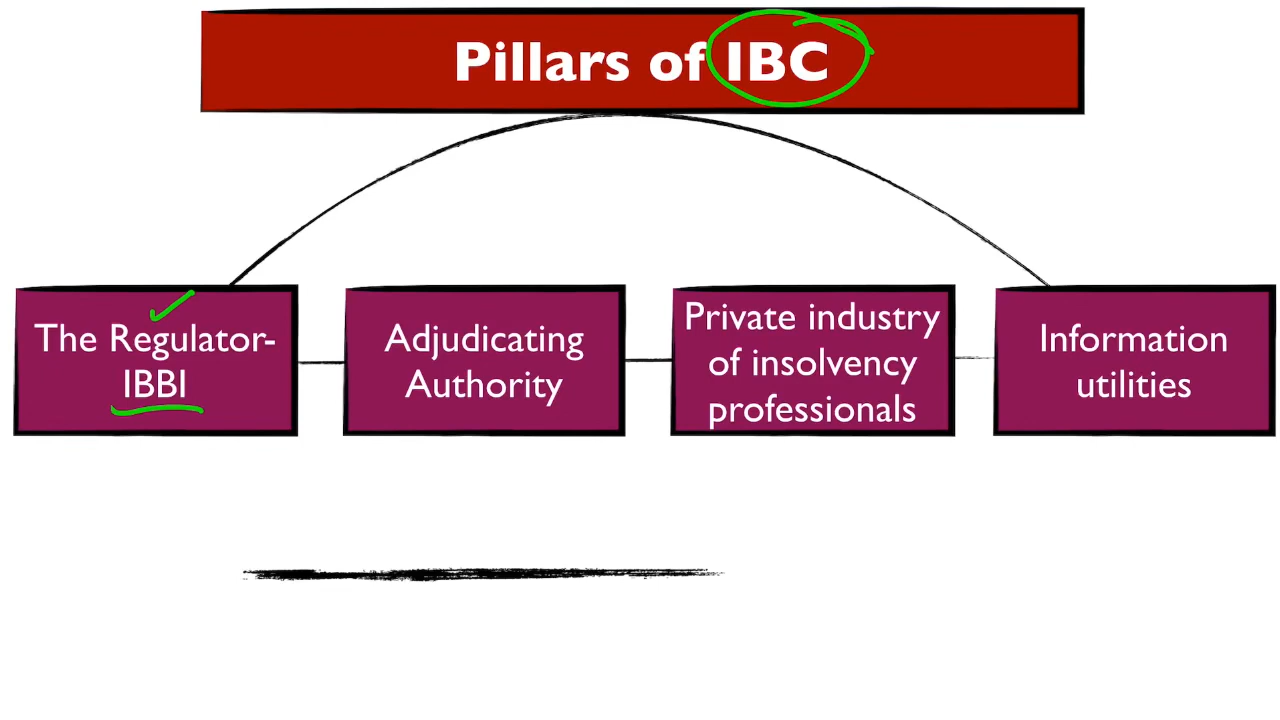 Pillars of IBC
The Regulator-
IBBI
Adjudicating
Authority
Private industry
of insolvency
professionals
Information
utilities